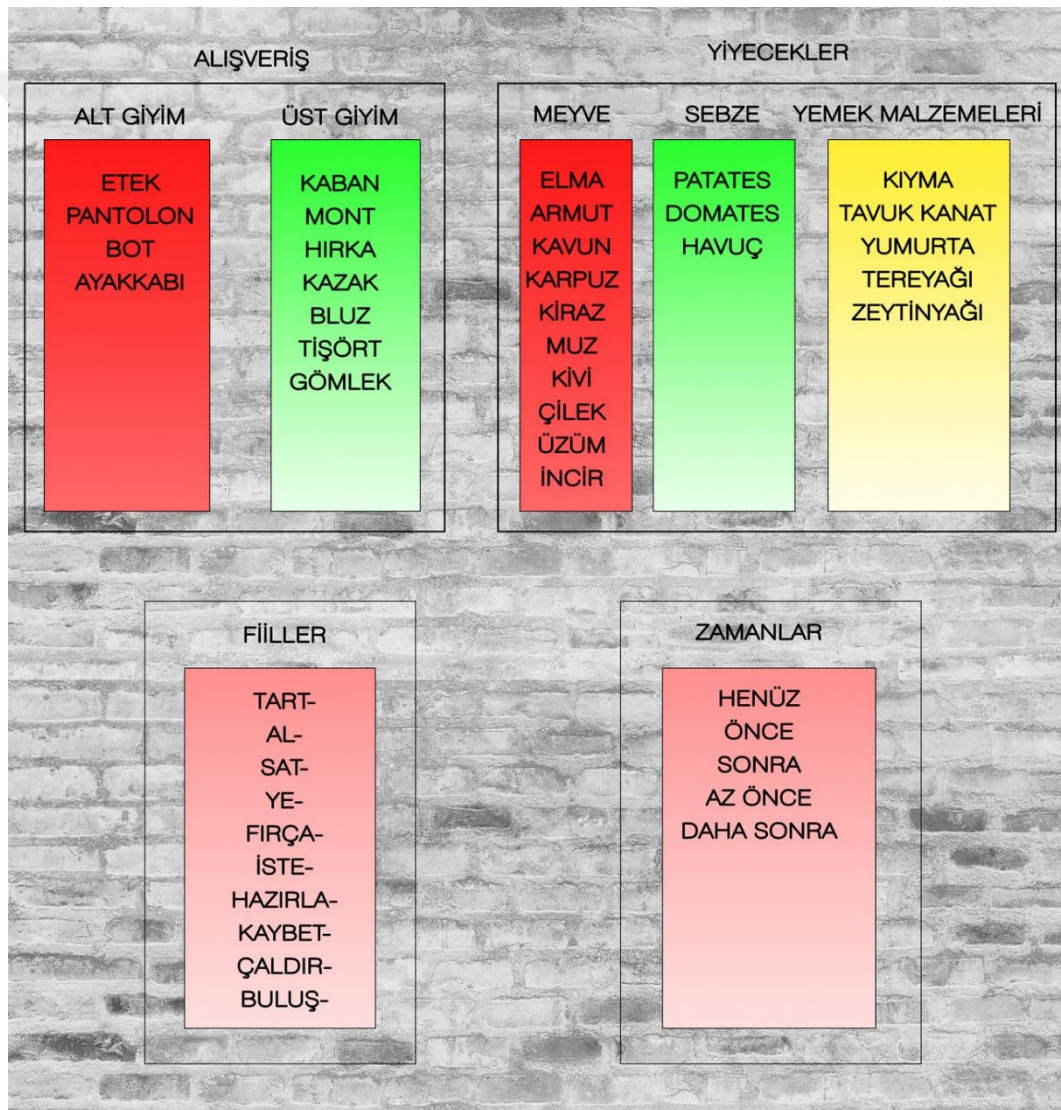 ALIŞVERİŞ
ALT GİYİM
ETEK
PANTOLON
BOT
AYAKKABI
ÜST GİYİM
KABAN
MONT
HIRKA
KAZAK
BLUZ
TİŞÖRT
GÖMLEK
YİYECEKLER
MEYVE
ELMA
ARMUT
KAVUN
KARPUZ
KİRAZ
MUZ
KİVİ
ÇİLEK
ÜZÜM
İNCİR
SEBZE
PATATES
DOMATES
HAVUÇ
YEMEK MALZEMELERİ
KIYMA
TAVUK KANAT
YUMURTA
TEREYAĞI
ZEYTİNYAĞI
FİİLLER
TART-
AL-
SAT-
YE-
FIRÇA-
İSTE-
HAZIRLA-
KAYBET-
ÇALDIR-
BULUŞ-
ZAMANLAR
HENÜZ
ÖNCE
SONRA
AZ ÖNCE
DAHA SONRA